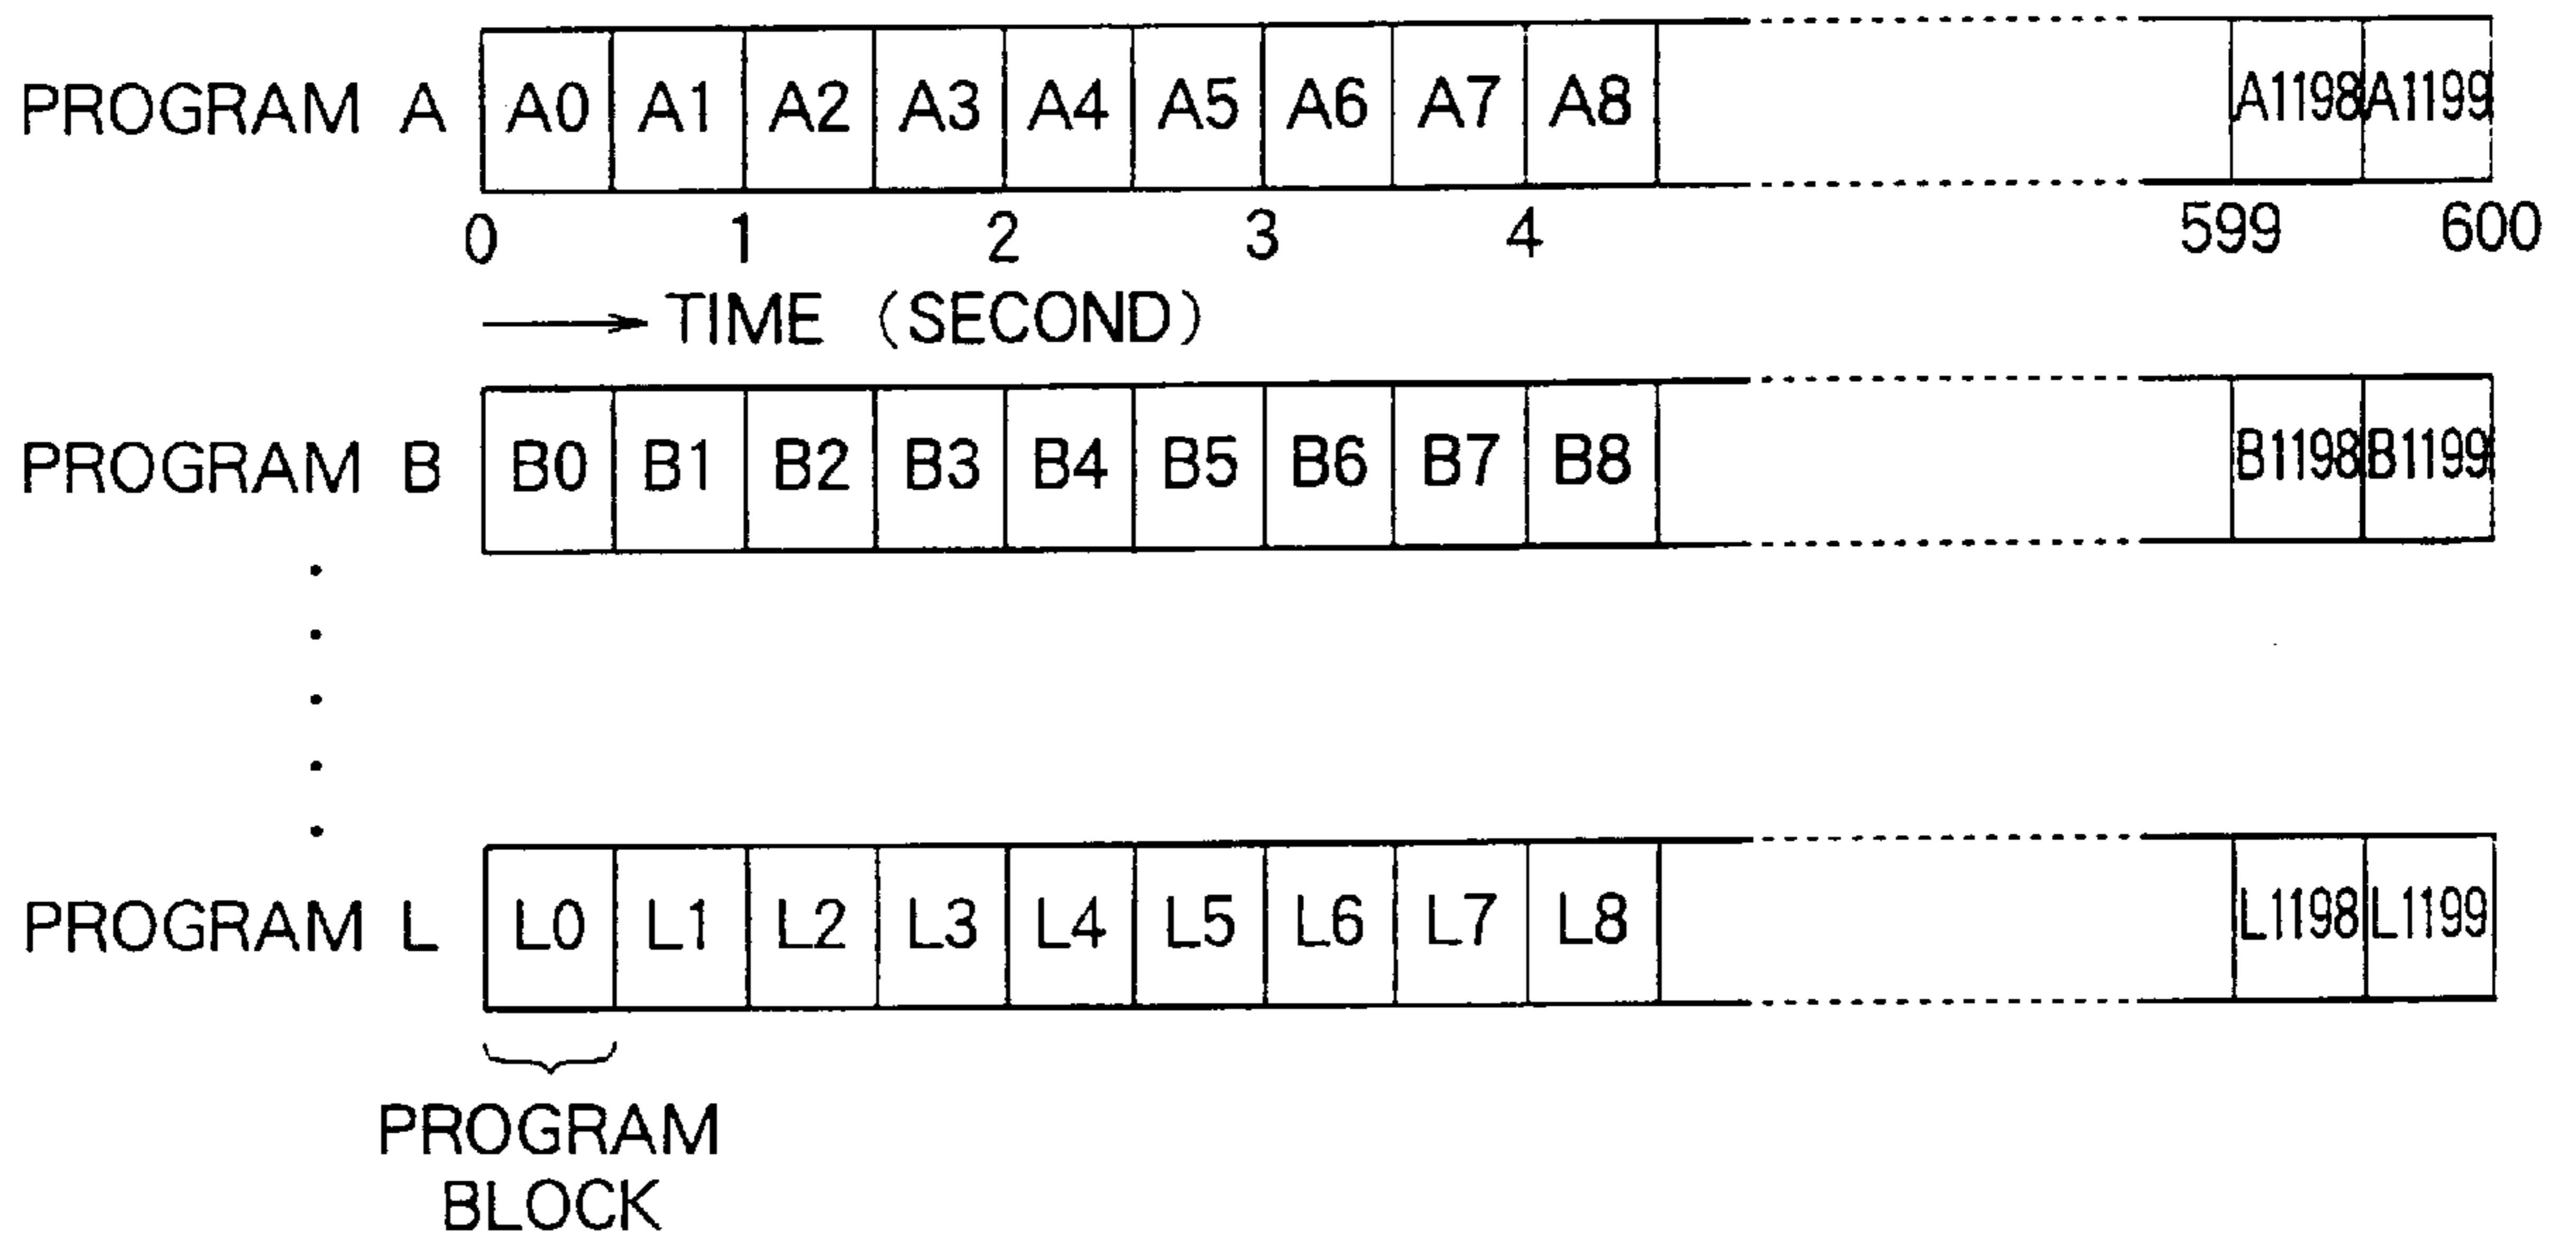 PROGRAM A A0 A1 A2 A3 A4 A5 A6 A7 A8 A1198 A1199
0 1 2 3 4 599 600
TIME (SECOND)
PROGRAM B B0 B1 B2 B3 B4 B5 B6 B7 B8 B1198 B1199
PROGRAM L L0 L1 L2 L3 L4 L5 L6 L7 L8 L1198 L1199
PROGRAM
BLOCK